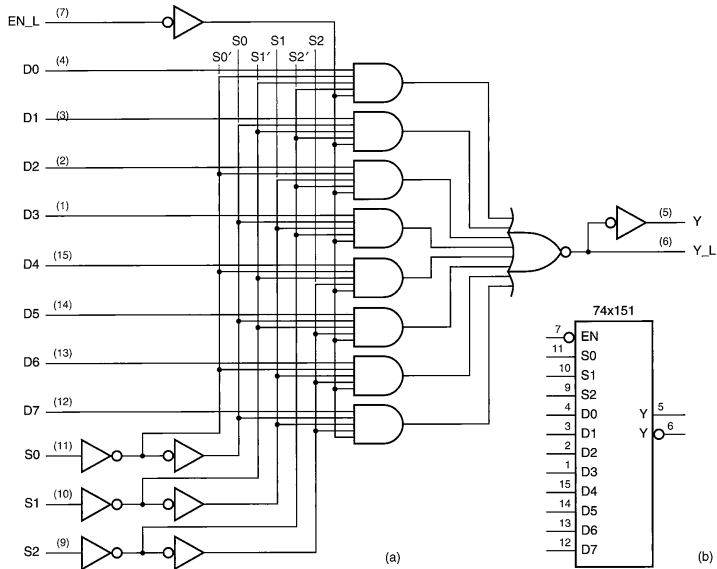 EN_L (7)
S0 S1 S2
S0′ S1′ S2′
D0 (4)
D1 (3)
D2 (2)
D3 (1)
D4 (15)
D5 (14)
D6 (13)
D7 (12)
S0 (11)
S1 (10)
S2 (9)
(5) Y
(6) Y_L
(a)
74x151
7 EN
11 S0
10 S1
9 S2
4 D0 Y 5
3 D1 Y 6
2 D2
1 D3
15 D4
14 D5
13 D6
12 D7
(b)